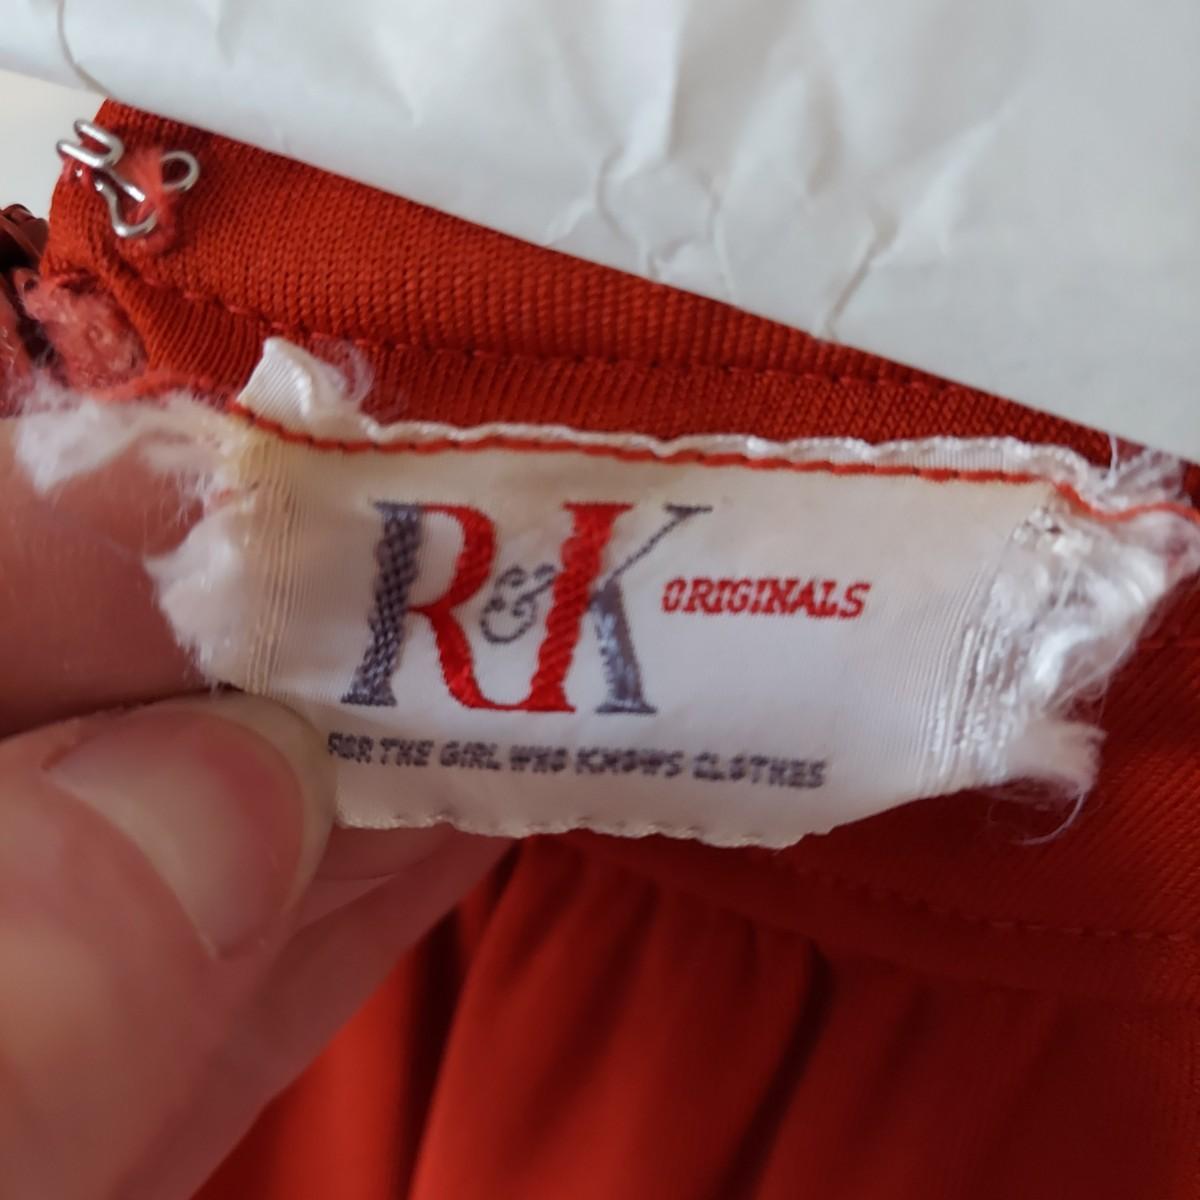 R&K ORIGINALS
FOR THE GIRL WHO KNOWS CLOTHES